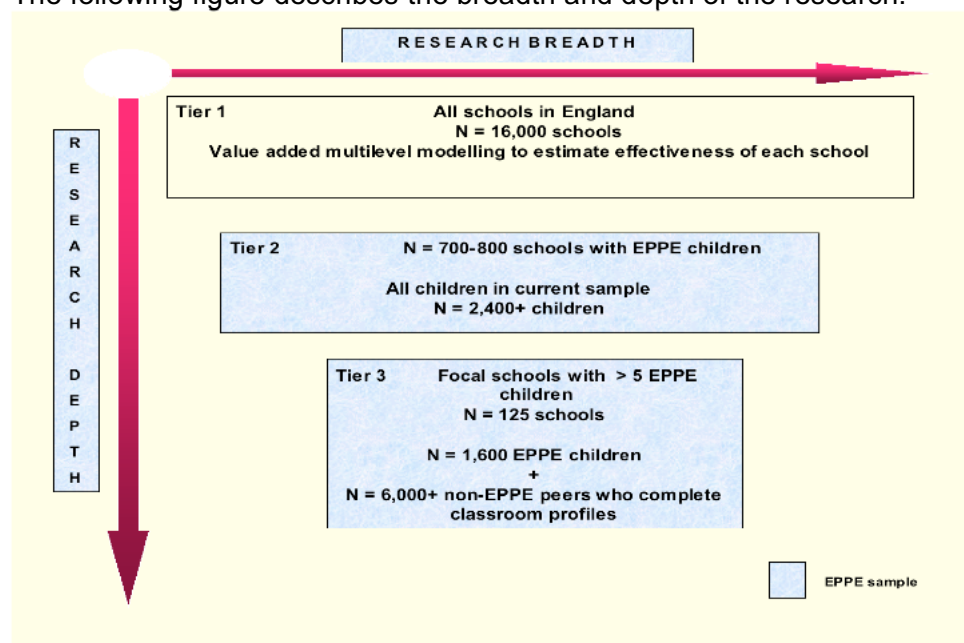 The following figure describes the breadth and depth of the research.
RESEARCH BREADTH
RESEARCH DEPTH
Tier 1 All schools in England
N = 16,000 schools
Value added multilevel modelling to estimate effectiveness of each school
Tier 2 N = 700-800 schools with EPPE children
All children in current sample
N = 2,400+ children
Tier 3 Focal schools with > 5 EPPE
children
N = 125 schools
N = 1,600 EPPE children
+
N = 6,000+ non-EPPE peers who complete
classroom profiles
EPPE sample